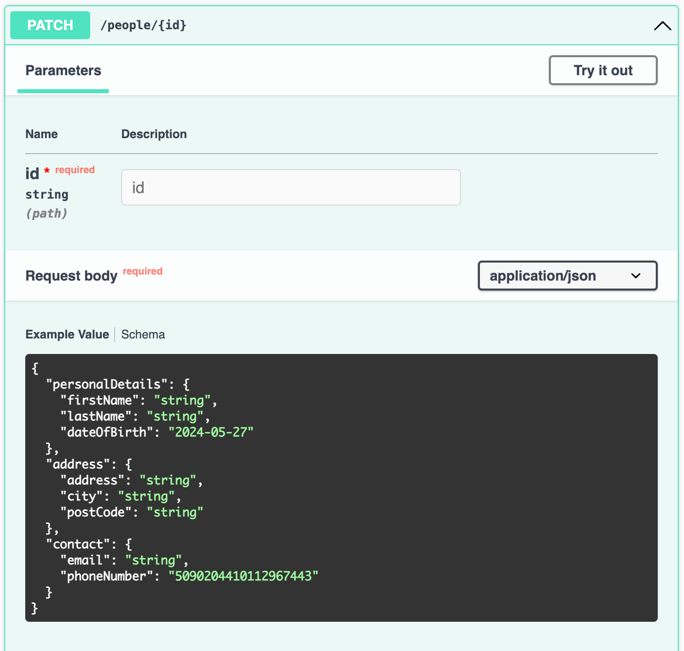 PATCH /people/{id}
Parameters
Try it out
Name Description
id * required
string
(path)
id
Request body required
application/json
Example Value | Schema
{
  "personalDetails": {
    "firstName": "string",
    "lastName": "string",
    "dateOfBirth": "2024-05-27"
  },
  "address": {
    "address": "string",
    "city": "string",
    "postCode": "string"
  },
  "contact": {
    "email": "string",
    "phoneNumber": "5090204410112967443"
  }
}